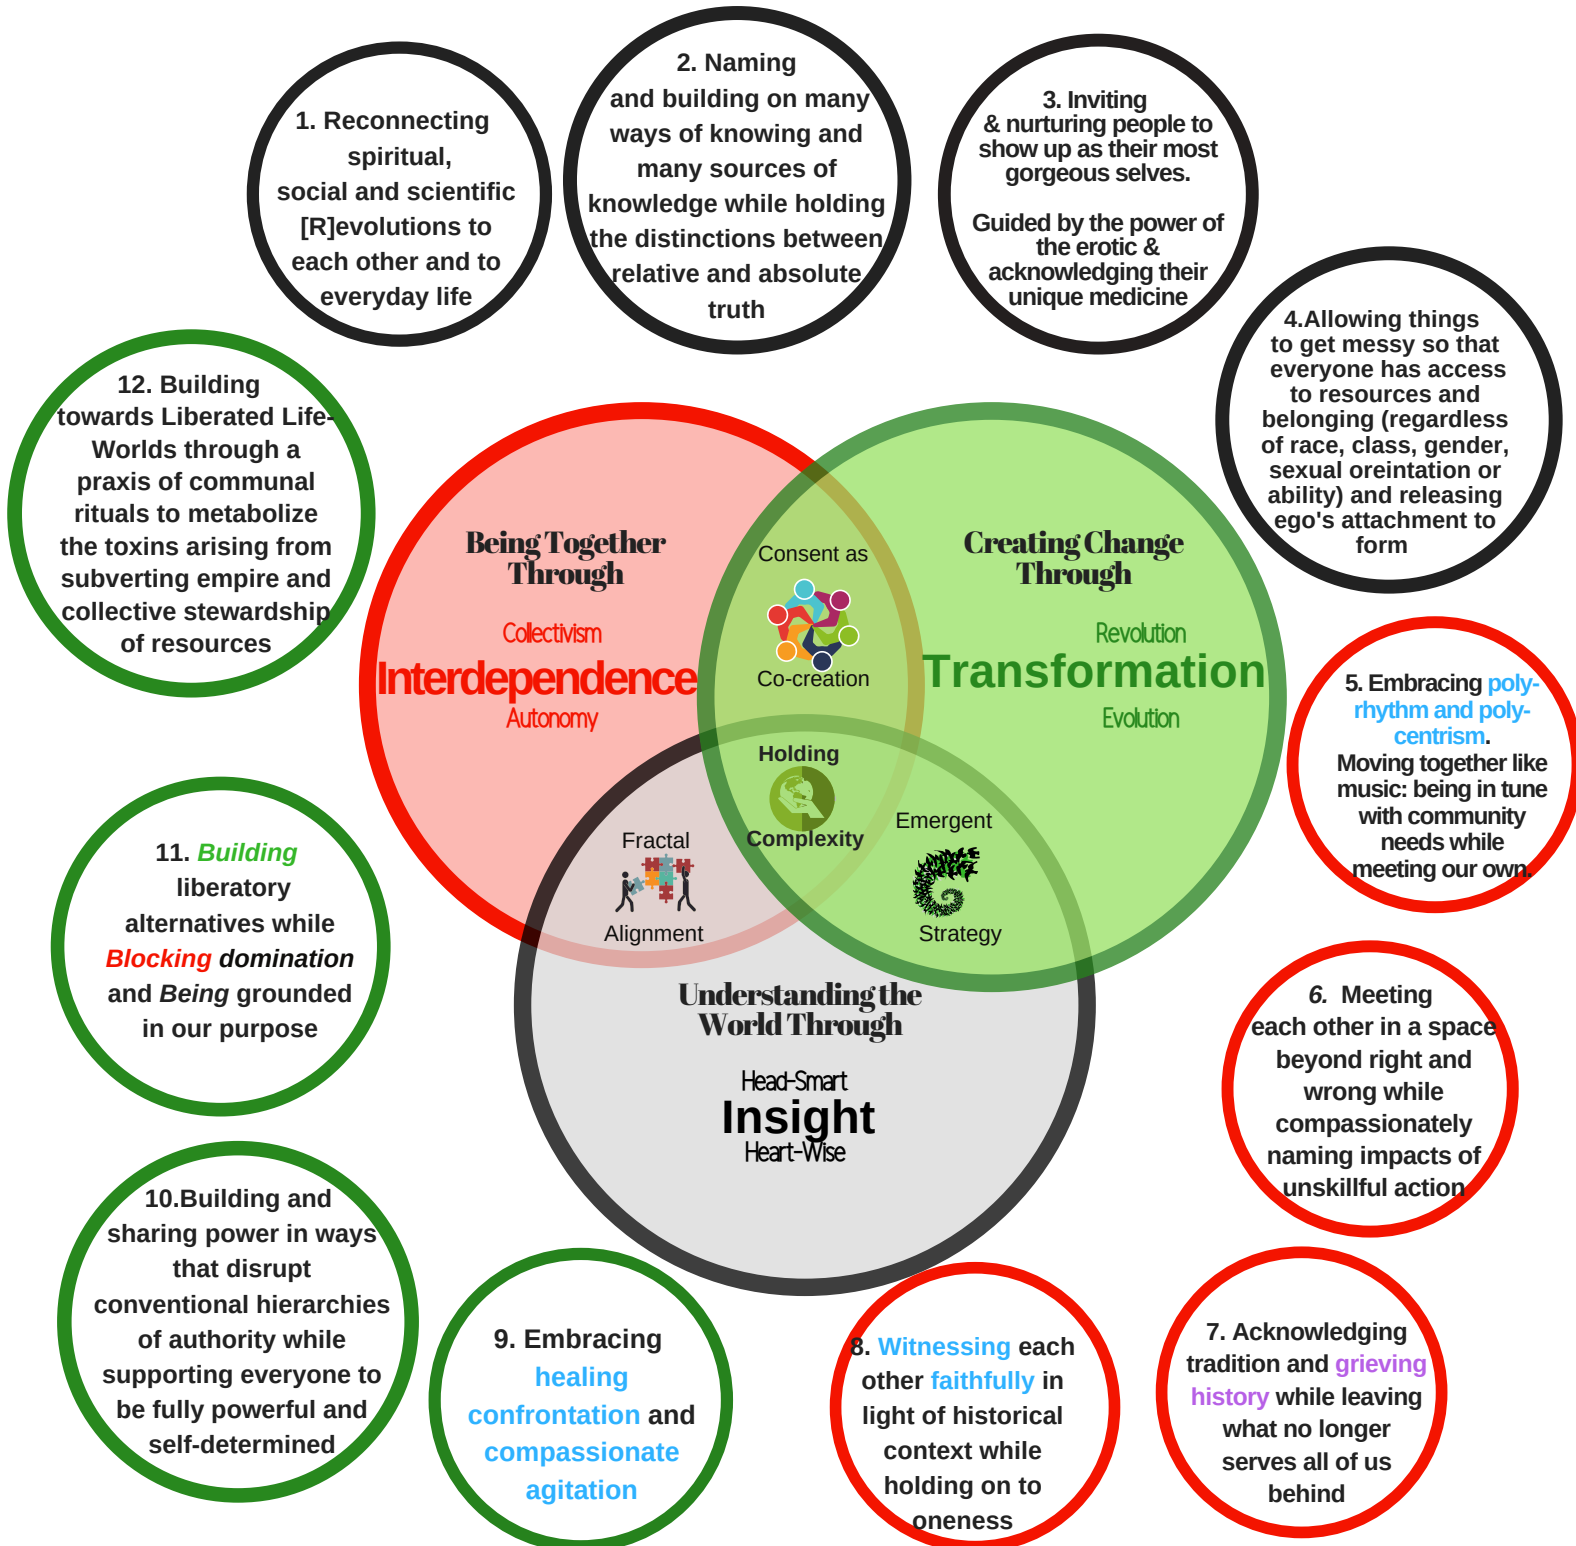 1. Reconnecting
spiritual,
social and scientific
[R]evolutions to
each other and to
everyday life
2. Naming
and building on many
ways of knowing and
many sources of
knowledge while holding
the distinctions between
relative and absolute
truth
3. Inviting
& nurturing people to
show up as their most
gorgeous selves.
Guided by the power of
the erotic &
acknowledging their
unique medicine
4.Allowing things
to get messy so that
everyone has access
to resources and
belonging (regardless
of race, class, gender,
sexual oreintation or
ability) and releasing
ego's attachment to
form
5. Embracing poly-
rhythm and poly-
centrism.
Moving together like
music: being in tune
with community
needs while
meeting our own.
6. Meeting
each other in a space
beyond right and
wrong while
compassionately
naming impacts of
unskillful action
7. Acknowledging
tradition and grieving
history while leaving
what no longer
serves all of us
behind
8. Witnessing each
other faithfully in
light of historical
context while
holding on to
oneness
9. Embracing
healing
confrontation and
compassionate
agitation
10.Building and
sharing power in ways
that disrupt
conventional hierarchies
of authority while
supporting everyone to
be fully powerful and
self-determined
11. Building
liberatory
alternatives while
Blocking domination
and Being grounded
in our purpose
12. Building
towards Liberated Life-
Worlds through a
praxis of communal
rituals to metabolize
the toxins arising from
subverting empire and
collective stewardship
of resources
Being Together
Through
Collectivism
Interdependence
Autonomy
Consent as
Co-creation
Creating Change
Through
Revolution
Transformation
Evolution
Holding
Complexity
Fractal
Alignment
Emergent
Strategy
Understanding the
World Through
Head-Smart
Insight
Heart-Wise